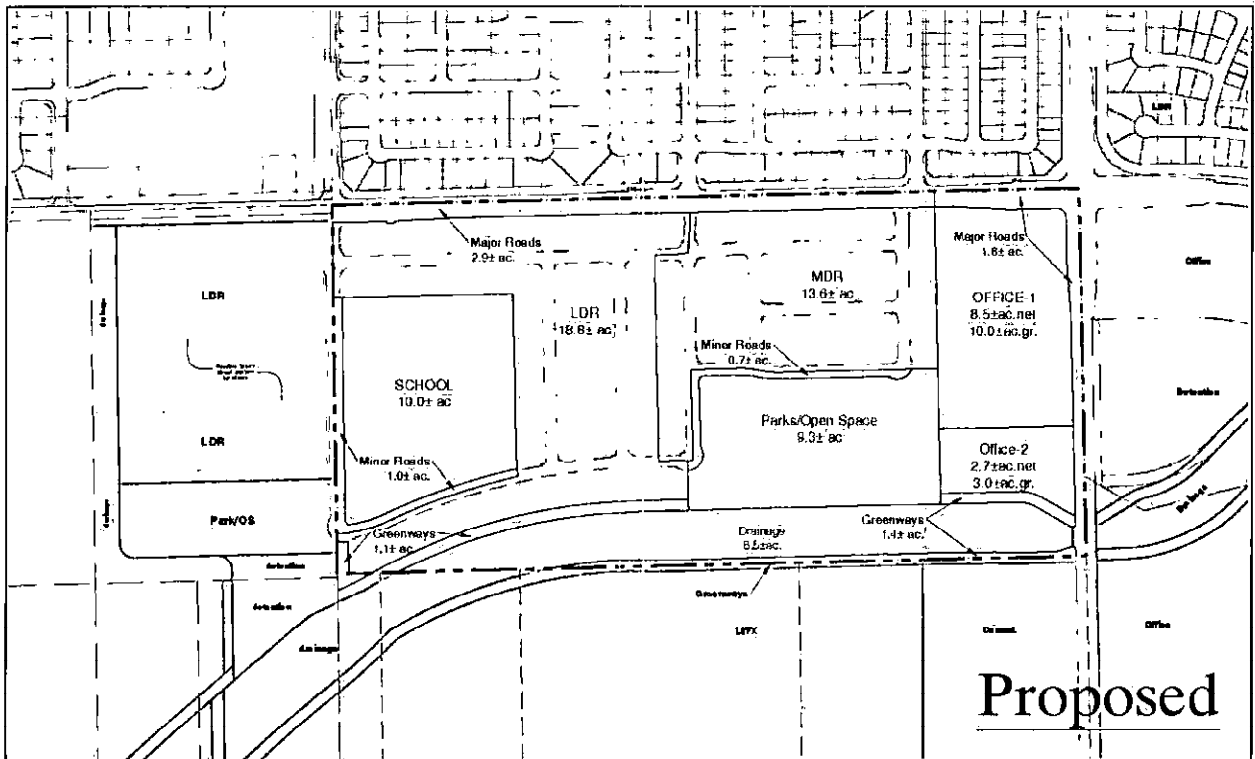 LDR
Major Roads
2.9± ac.
Major Roads
1.6± ac.
Office
LDR
MDR
13.6± ac
OFFICE-1
8.5±ac.net
10.0±ac.gr.
LDR
18.8± ac
Minor Roads
0.7± ac.
SCHOOL
10.0± ac
Detention
Parks/Open Space
9.3± ac
LDR
Office-2
2.7±ac.net
3.0±ac.gr.
Minor Roads
1.0± ac.
drainage
Park/OS
Drainage
Greenways
1.1± ac
Drainage
6.5±ac.
Greenways
1.4± ac.
detention
detention
Greenways
drainage
Office
Proposed